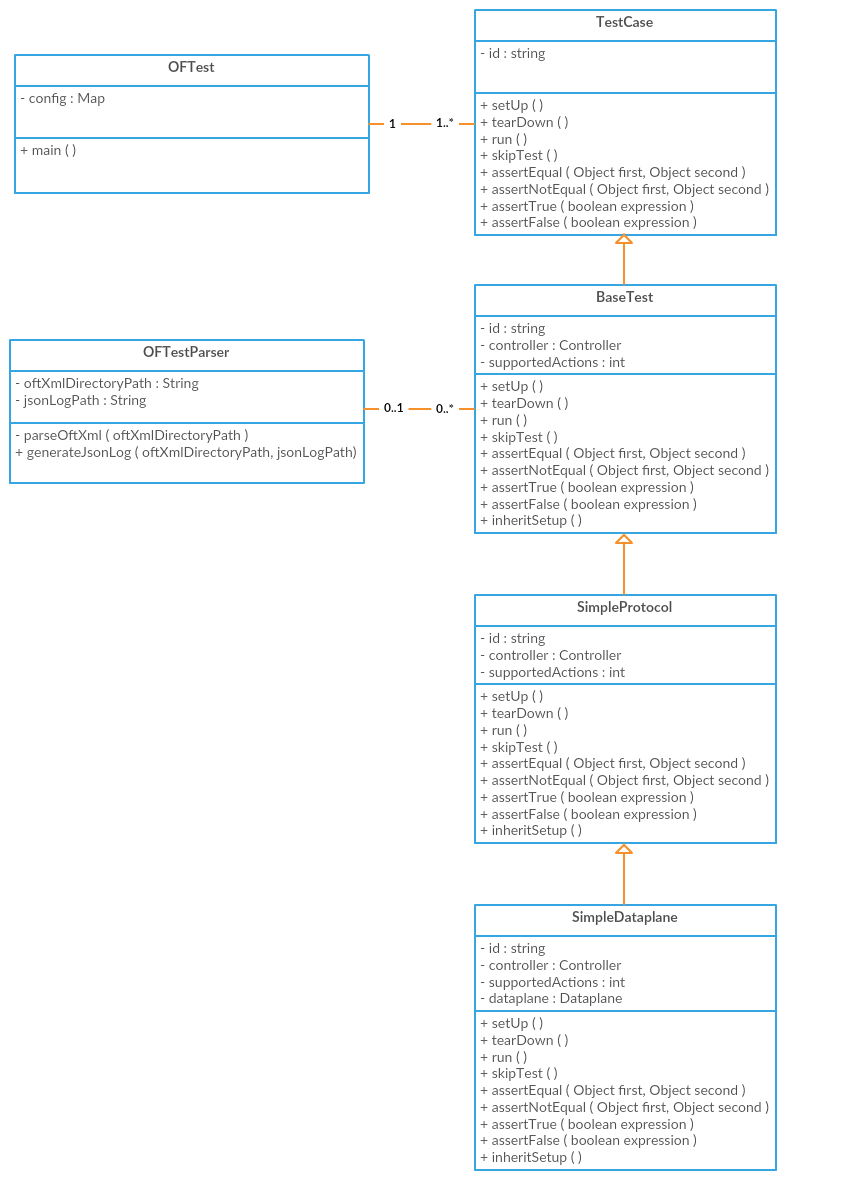 TestCase
- id : string
+ setUp ( )
+ tearDown ( )
+ run ( )
+ skipTest ( )
+ assertEqual ( Object first, Object second )
+ assertNotEqual ( Object first, Object second )
+ assertTrue ( boolean expression )
+ assertFalse ( boolean expression )
OFTest
- config : Map
+ main ( )
1
1..*
BaseTest
- id : string
- controller : Controller
- supportedActions : int
+ setUp ( )
+ tearDown ( )
+ run ( )
+ skipTest ( )
+ assertEqual ( Object first, Object second )
+ assertNotEqual ( Object first, Object second )
+ assertTrue ( boolean expression )
+ assertFalse ( boolean expression )
+ inheritSetup ( )
OFTestParser
- oftXmlDirectoryPath : String
- jsonLogPath : String
- parseOftXml ( oftXmlDirectoryPath )
+ generateJsonLog ( oftXmlDirectoryPath, jsonLogPath)
0..1
0..*
SimpleProtocol
- id : string
- controller : Controller
- supportedActions : int
+ setUp ( )
+ tearDown ( )
+ run ( )
+ skipTest ( )
+ assertEqual ( Object first, Object second )
+ assertNotEqual ( Object first, Object second )
+ assertTrue ( boolean expression )
+ assertFalse ( boolean expression )
+ inheritSetup ( )
SimpleDataplane
- id : string
- controller : Controller
- supportedActions : int
- dataplane : Dataplane
+ setUp ( )
+ tearDown ( )
+ run ( )
+ skipTest ( )
+ assertEqual ( Object first, Object second )
+ assertNotEqual ( Object first, Object second )
+ assertTrue ( boolean expression )
+ assertFalse ( boolean expression )
+ inheritSetup ( )